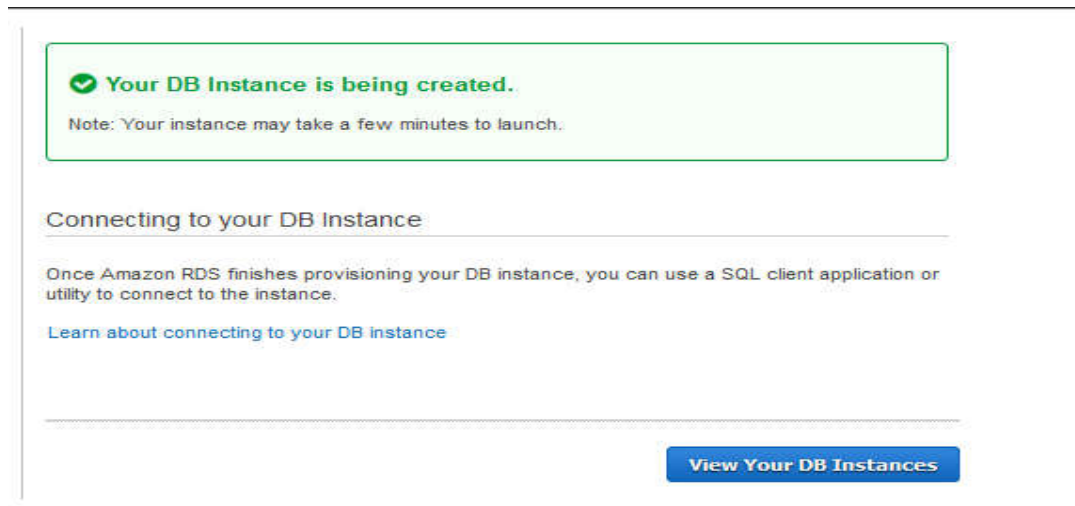 Your DB Instance is being created.
Note: Your instance may take a few minutes to launch.
Connecting to your DB Instance
Once Amazon RDS finishes provisioning your DB instance, you can use a SQL client application or
utility to connect to the instance.
Learn about connecting to your DB instance
View Your DB Instances